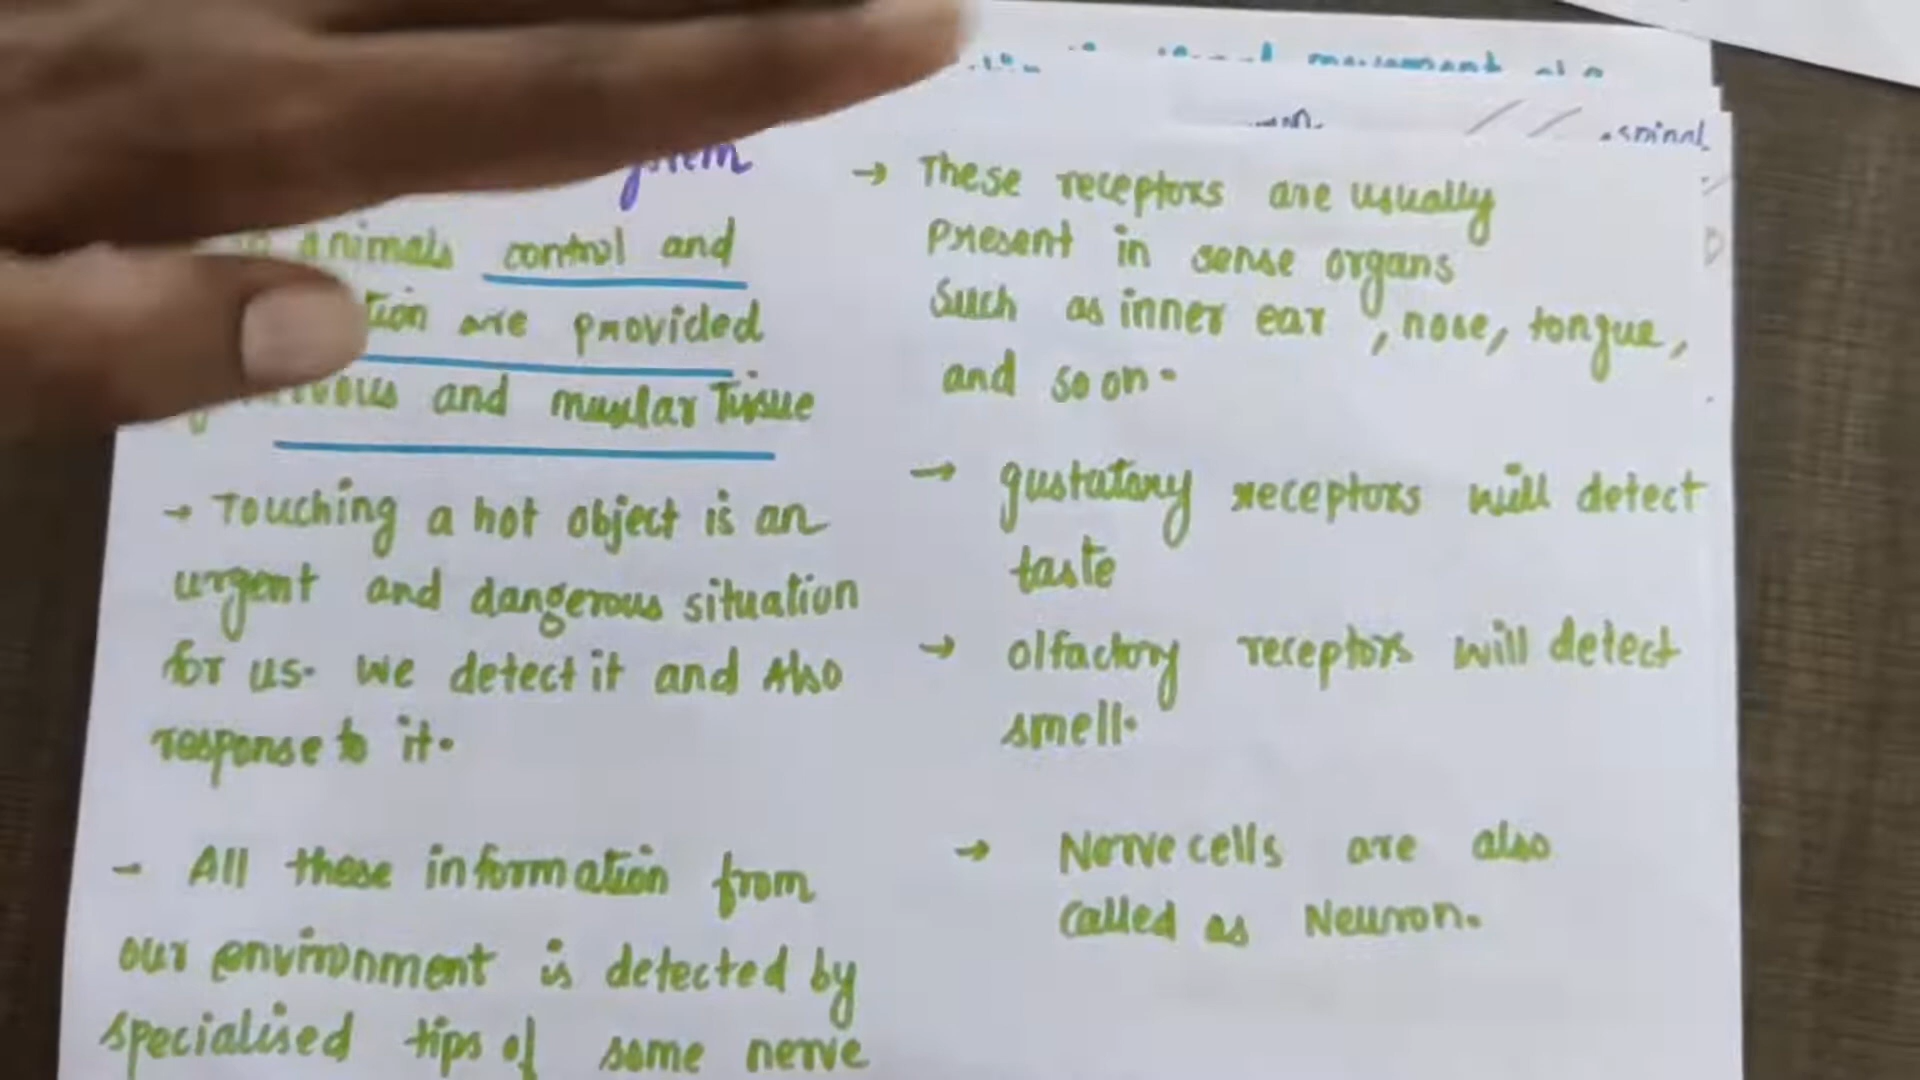 animals control and
are provided
and muslar Tissue
→ Touching a hot object is an
urgent and dangerous situation
for us. we detect it and Also
response to it.
- All these information from
our environment is detected by
specialised tips of some nerve
→ These receptors are usually
Present in sense organs
Such as inner ear , nose, tongue,
and so on.
→ gustatory receptors will detect
taste
→ olfactory receptors will detect
smell.
→ Nerve cells are also
called as Neuron.